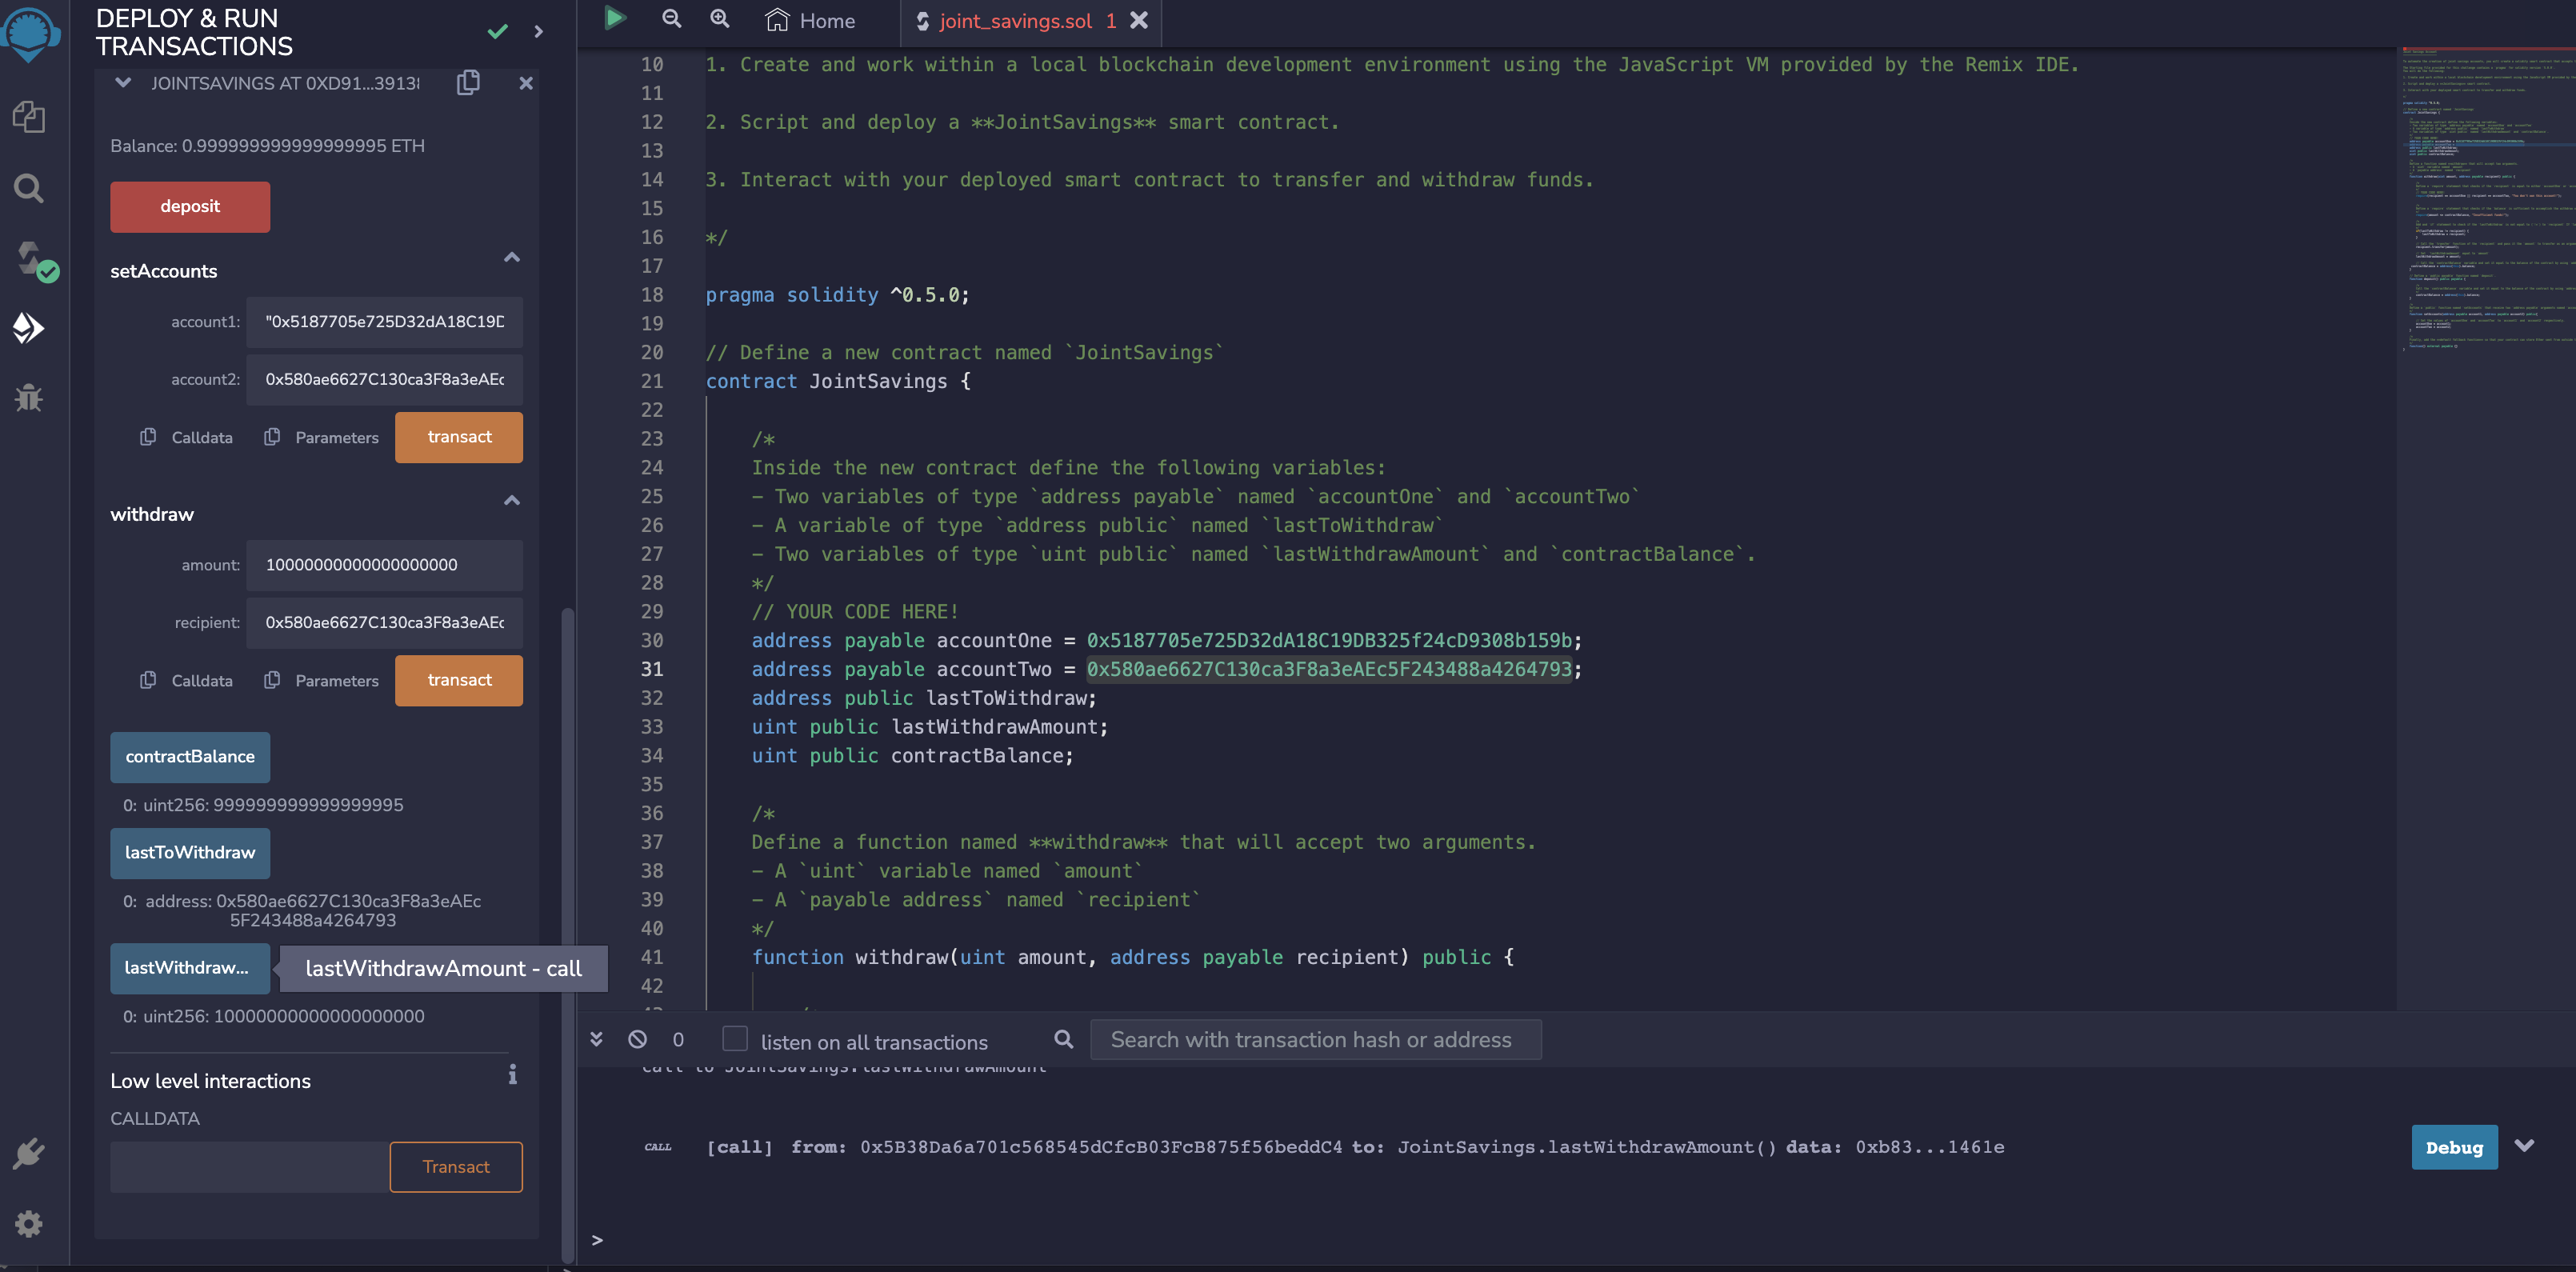 DEPLOY & RUN
TRANSACTIONS
JOINTSAVINGS AT 0XD91...3913
Balance: 0.999999999999999995 ETH
deposit
setAccounts
account1: "0x5187705e725D32dA18C19D
account2: 0x580ae6627C130ca3F8a3eAEc
Calldata Parameters transact
withdraw
amount: 10000000000000000000
recipient: 0x580ae6627C130ca3F8a3eAEc
Calldata Parameters transact
contractBalance
0: uint256: 999999999999999995
lastToWithdraw
0: address: 0x580ae6627C130ca3F8a3eAEc
5F243488a4264793
lastWithdraw... lastWithdrawAmount - call
0: uint256: 10000000000000000000
Low level interactions i
CALLDATA
Transact
Home joint_savings.sol 1
10 1. Create and work within a local blockchain development environment using the JavaScript VM provided by the Remix IDE.
11
12 2. Script and deploy a **JointSavings** smart contract.
13
14 3. Interact with your deployed smart contract to transfer and withdraw funds.
15
16 */
17
18 pragma solidity ^0.5.0;
19
20 // Define a new contract named `JointSavings`
21 contract JointSavings {
22
23 /*
24 Inside the new contract define the following variables:
25 - Two variables of type `address payable` named `accountOne` and `accountTwo`
26 - A variable of type `address public` named `lastToWithdraw`
27 - Two variables of type `uint public` named `lastWithdrawAmount` and `contractBalance`.
28 */
29 // YOUR CODE HERE!
30 address payable accountOne = 0x5187705e725D32dA18C19DB325f24cD9308b159b;
31 address payable accountTwo = 0x580ae6627C130ca3F8a3eAEc5F243488a4264793;
32 address public lastToWithdraw;
33 uint public lastWithdrawAmount;
34 uint public contractBalance;
35
36 /*
37 Define a function named **withdraw** that will accept two arguments.
38 - A `uint` variable named `amount`
39 - A `payable address` named `recipient`
40 */
41 function withdraw(uint amount, address payable recipient) public {
42
0 listen on all transactions Search with transaction hash or address
call to JointSavings.lastWithdrawAmount
CALL [call] from: 0x5B38Da6a701c568545dCfcB03FcB875f56beddC4 to: JointSavings.lastWithdrawAmount() data: 0xb83...1461e Debug
>